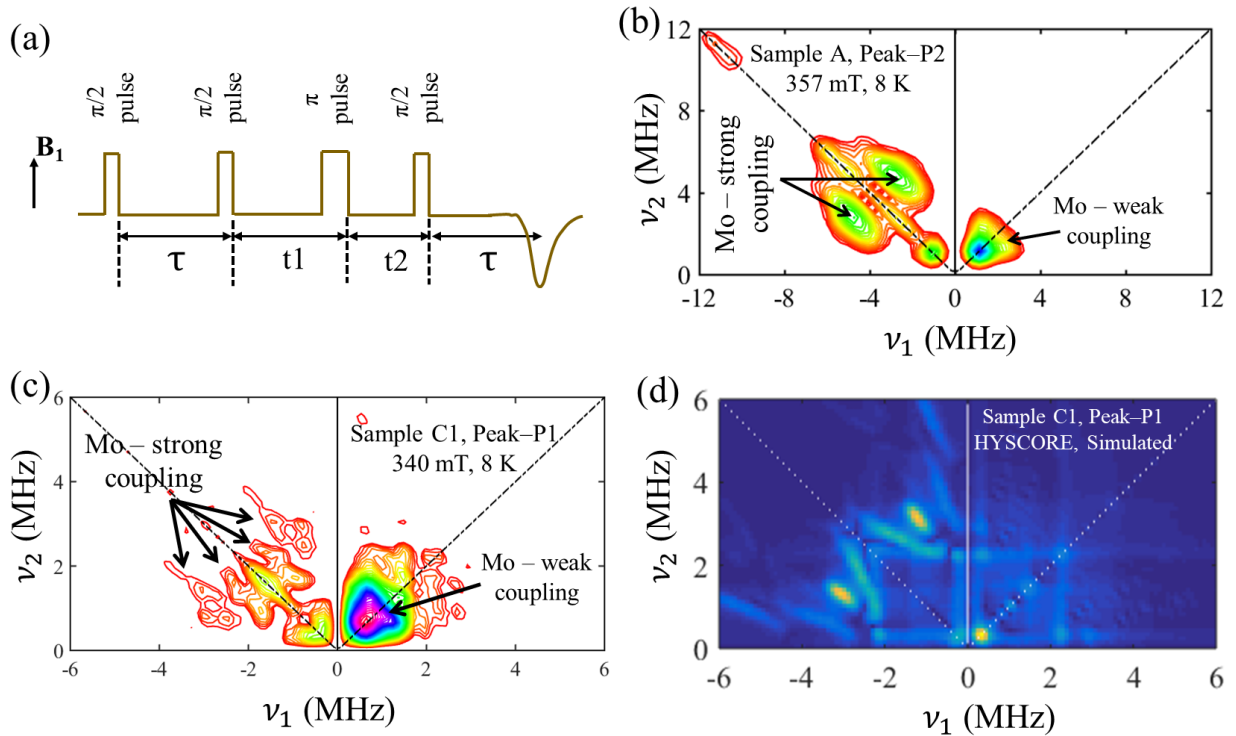 (a)
π/2
pulse
π/2
pulse
π
pulse
π/2
pulse
B₁
τ
t1
t2
τ
(b)
Sample A, Peak–P2
357 mT, 8 K
Mo – strong
coupling
Mo – weak
coupling
12
8
4
0
-12
-8
-4
0
4
8
12
ν₂ (MHz)
ν₁ (MHz)
(c)
Sample C1, Peak–P1
340 mT, 8 K
Mo – strong
coupling
Mo – weak
coupling
6
4
2
0
-6
-4
-2
0
2
4
6
ν₂ (MHz)
ν₁ (MHz)
(d)
Sample C1, Peak–P1
HYSCORE, Simulated
6
4
2
0
-6
-4
-2
0
2
4
6
ν₂ (MHz)
ν₁ (MHz)